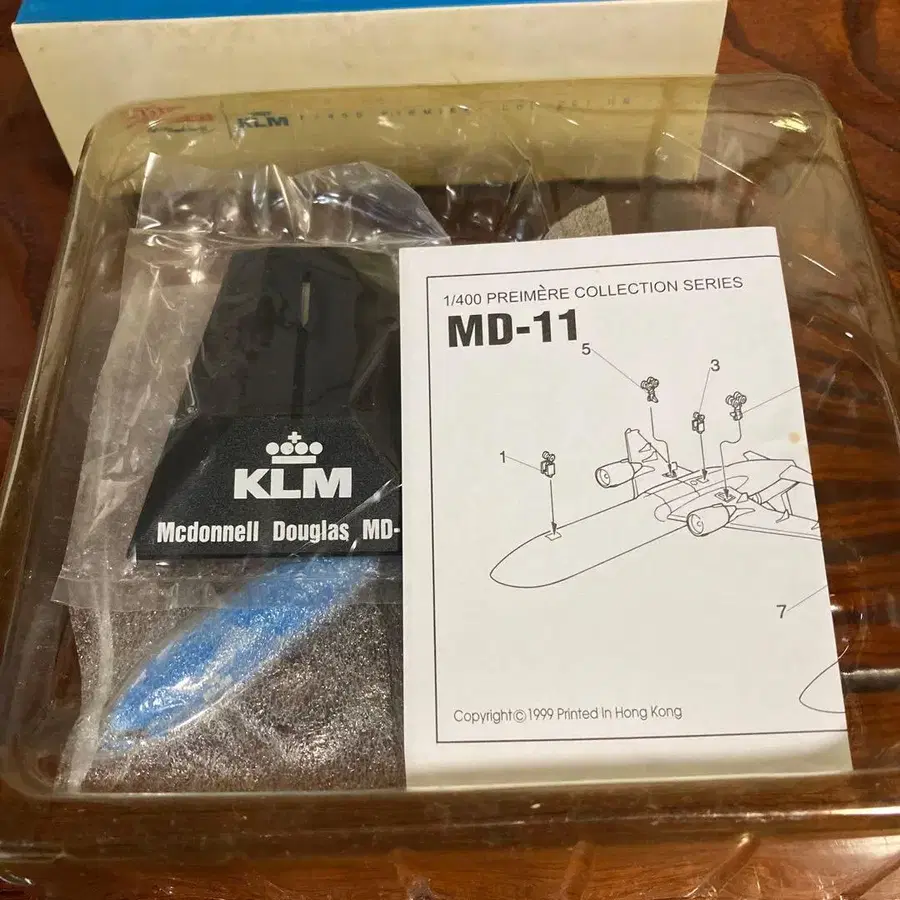 KLM
1/400 PREIMÈRE COLLECTION SERIES
MD-11
5
3
1
7
KLM
Mcdonnell Douglas MD-
Copyright©1999 Printed In Hong Kong